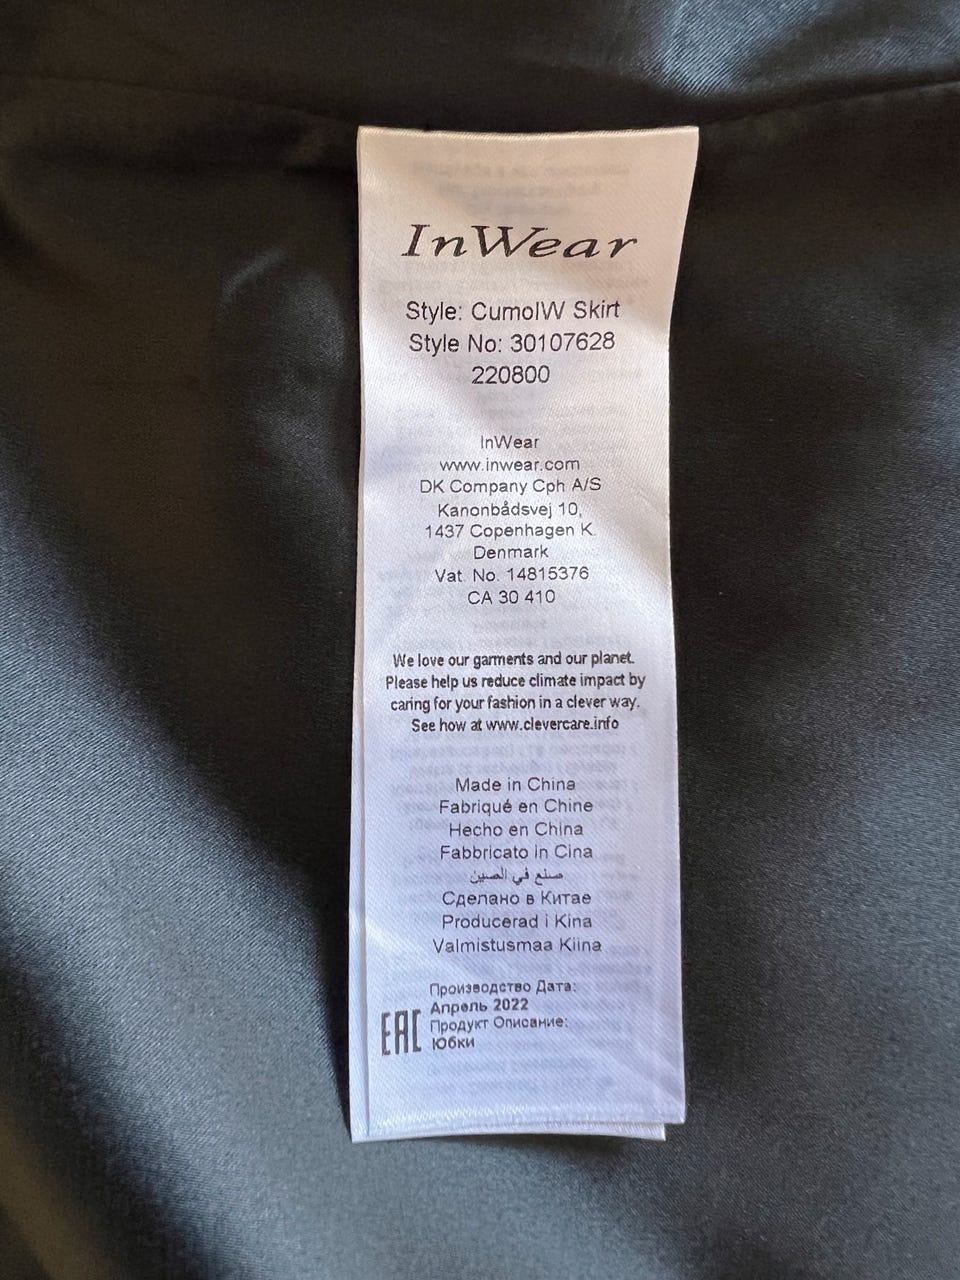 InWear
Style: CumolW Skirt
Style No: 30107628
220800
InWear
www.inwear.com
DK Company Cph A/S
Kanonbådsvej 10,
1437 Copenhagen K.
Denmark
Vat. No. 14815376
CA 30 410
We love our garments and our planet.
Please help us reduce climate impact by
caring for your fashion in a clever way.
See how at www.clevercare.info
Made in China
Fabriqué en Chine
Hecho en China
Fabbricato in Cina
صنع في الصين
Сделано в Китае
Producerad i Kina
Valmistusmaa Kiina
Производство Дата:
Апрель 2022
EAC Продукт Описание:
Юбки